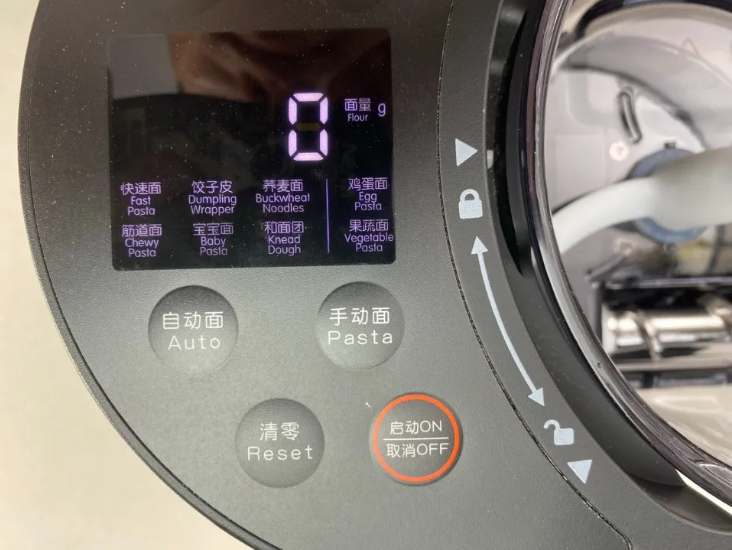 0 面量 g
Flour
快速面 饺子皮 荞麦面 鸡蛋面
Fast Dumpling Buckwheat Egg
Pasta Wrapper Noodles Pasta
筋道面 宝宝面 和面团 果蔬面
Chewy Baby Knead Vegetable
Pasta Pasta Dough Pasta
自动面 手动面
Auto Pasta
清零 启动ON
Reset 取消OFF